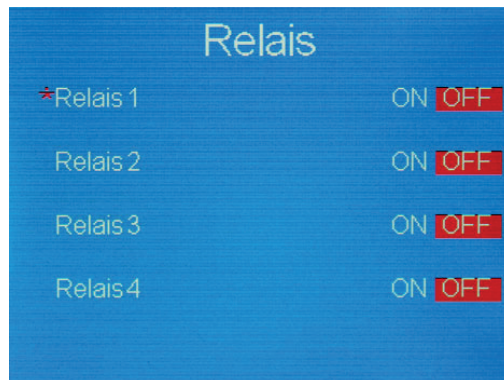 Relais
*Relais 1 ON OFF
Relais 2 ON OFF
Relais 3 ON OFF
Relais 4 ON OFF